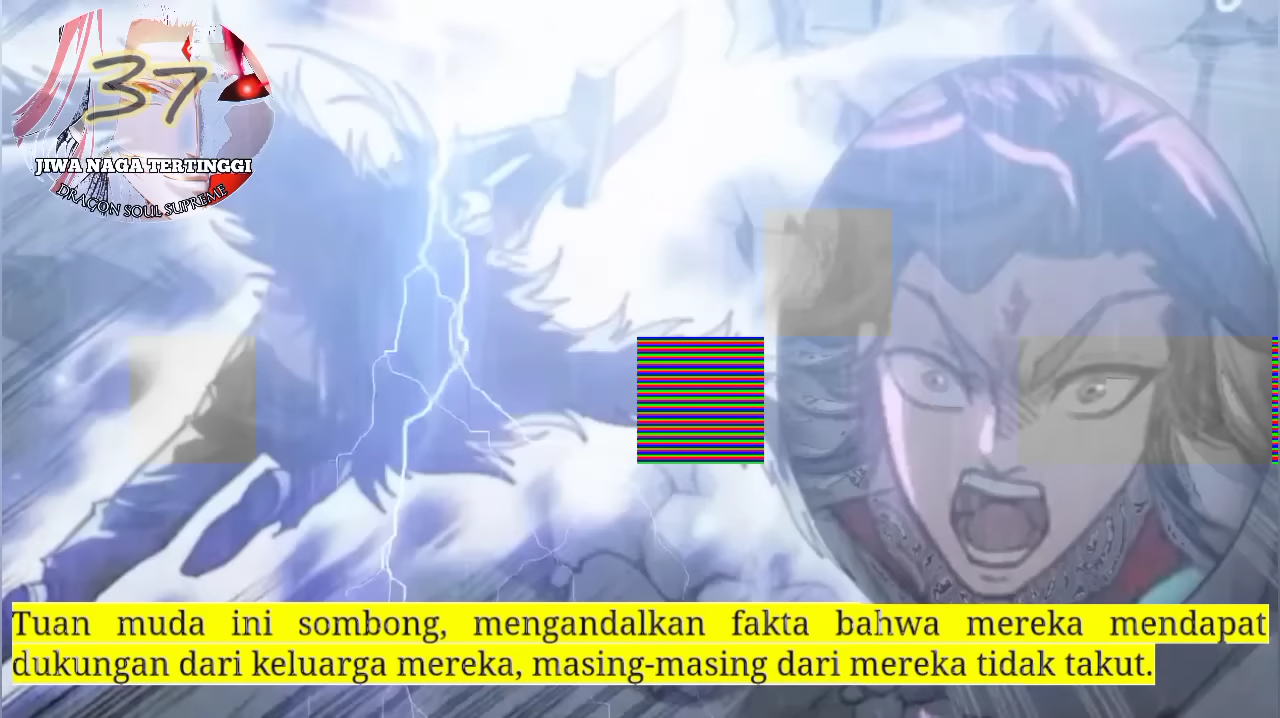 37
JIWA NAGA TERTINGGI
DRAGON SOUL SUPREME
Tuan muda ini sombong, mengandalkan fakta bahwa mereka mendapat
dukungan dari keluarga mereka, masing-masing dari mereka tidak takut.